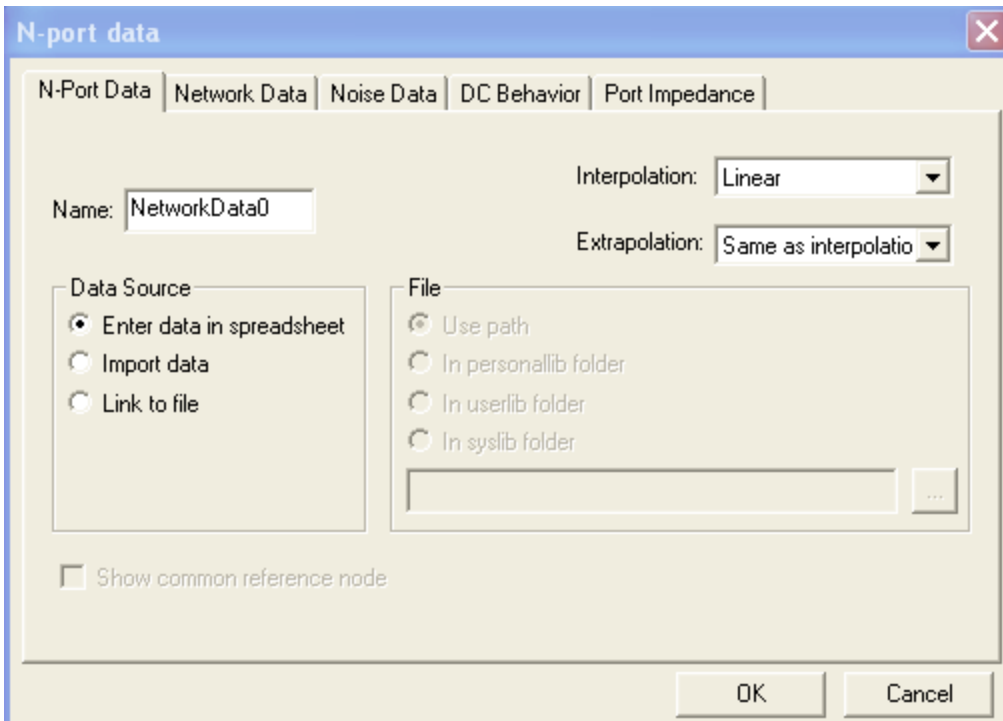 N-port data
N-Port Data Network Data Noise Data DC Behavior Port Impedance
Interpolation: Linear
Name: NetworkData0
Extrapolation: Same as interpolatio
Data Source
Enter data in spreadsheet
Import data
Link to file
File
Use path
In personallib folder
In userlib folder
In syslib folder
...
Show common reference node
OK Cancel